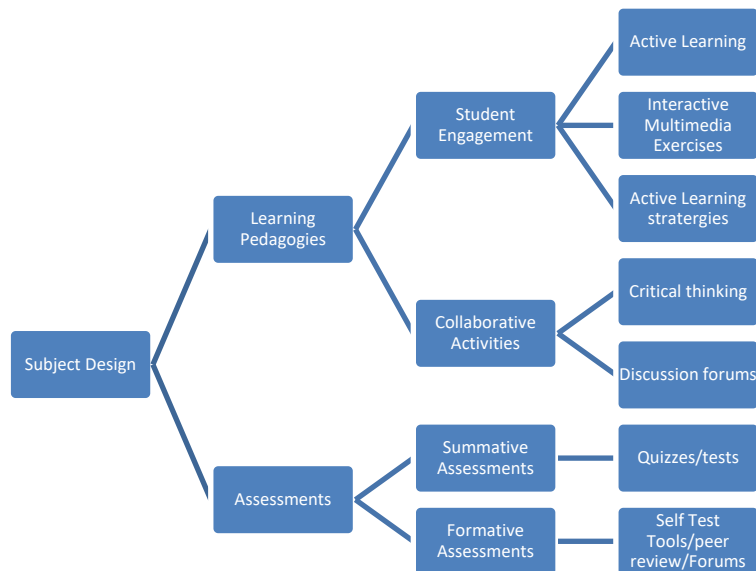 Active Learning
Student
Engagement
Interactive
Multimedia
Exercises
Learning
Pedagogies
Active Learning
stratergies
Critical thinking
Collaborative
Activities
Subject Design
Discussion forums
Summative
Assessments
Quizzes/tests
Assessments
Formative
Assessments
Self Test
Tools/peer
review/Forums